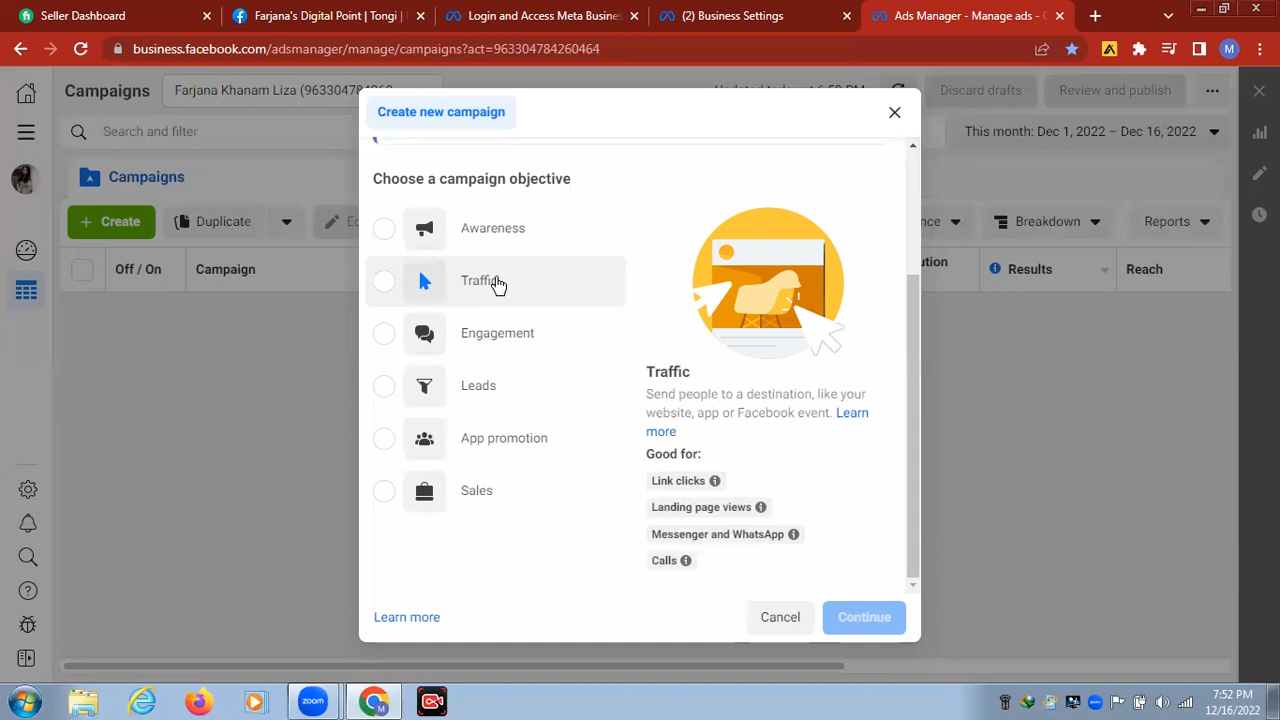 Seller Dashboard
Farjana's Digital Point | Tongi |
Login and Access Meta Busine
(2) Business Settings
Ads Manager - Manage ads -
business.facebook.com/adsmanager/manage/campaigns?act=963304784260464
M
Campaigns
Farjana Khanam Liza
Discard drafts
Review and publish
Create new campaign
Search and filter
This month: Dec 1, 2022 – Dec 16, 2022
Campaigns
Choose a campaign objective
+ Create
Duplicate
Breakdown
Reports
Off / On
Campaign
Results
Reach
Awareness
Traffic
Engagement
Leads
App promotion
Sales
Traffic
Send people to a destination, like your
website, app or Facebook event. Learn
more
Good for:
Link clicks
Landing page views
Messenger and WhatsApp
Calls
Learn more
Cancel
Continue
zoom
M
7:52 PM
12/16/2022